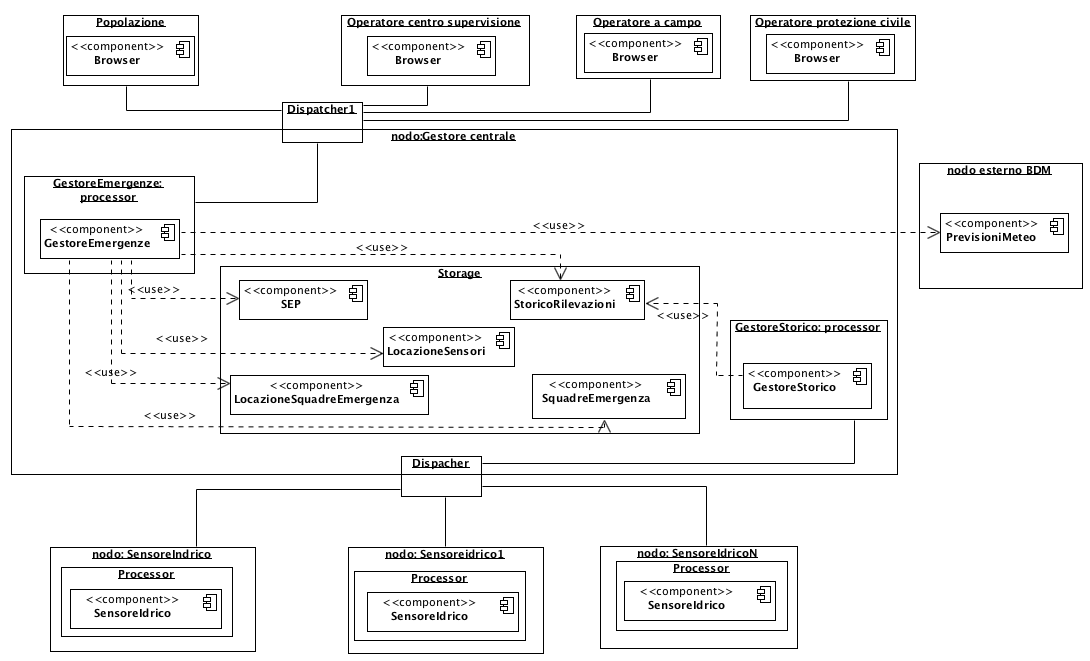 Popolazione
<<component>>
Browser
Operatore centro supervisione
<<component>>
Browser
Operatore a campo
<<component>>
Browser
Operatore protezione civile
<<component>>
Browser
Dispatcher1
nodo:Gestore centrale
GestoreEmergenze:
processor
<<component>>
GestoreEmergenze
nodo esterno BDM
<<component>>
PrevisioniMeteo
<<use>>
<<use>>
Storage
<<use>>
<<component>>
SEP
<<component>>
StoricoRilevazioni
<<use>>
GestoreStorico: processor
<<use>>
<<component>>
LocazioneSensori
<<use>>
<<component>>
LocazioneSquadreEmergenza
<<component>>
SquadreEmergenza
<<component>>
GestoreStorico
<<use>>
Dispacher
nodo: SensoreIndrico
Processor
<<component>>
SensoreIdrico
nodo: Sensoreidrico1
Processor
<<component>>
SensoreIdrico
nodo: SensoreIdricoN
Processor
<<component>>
SensoreIdrico